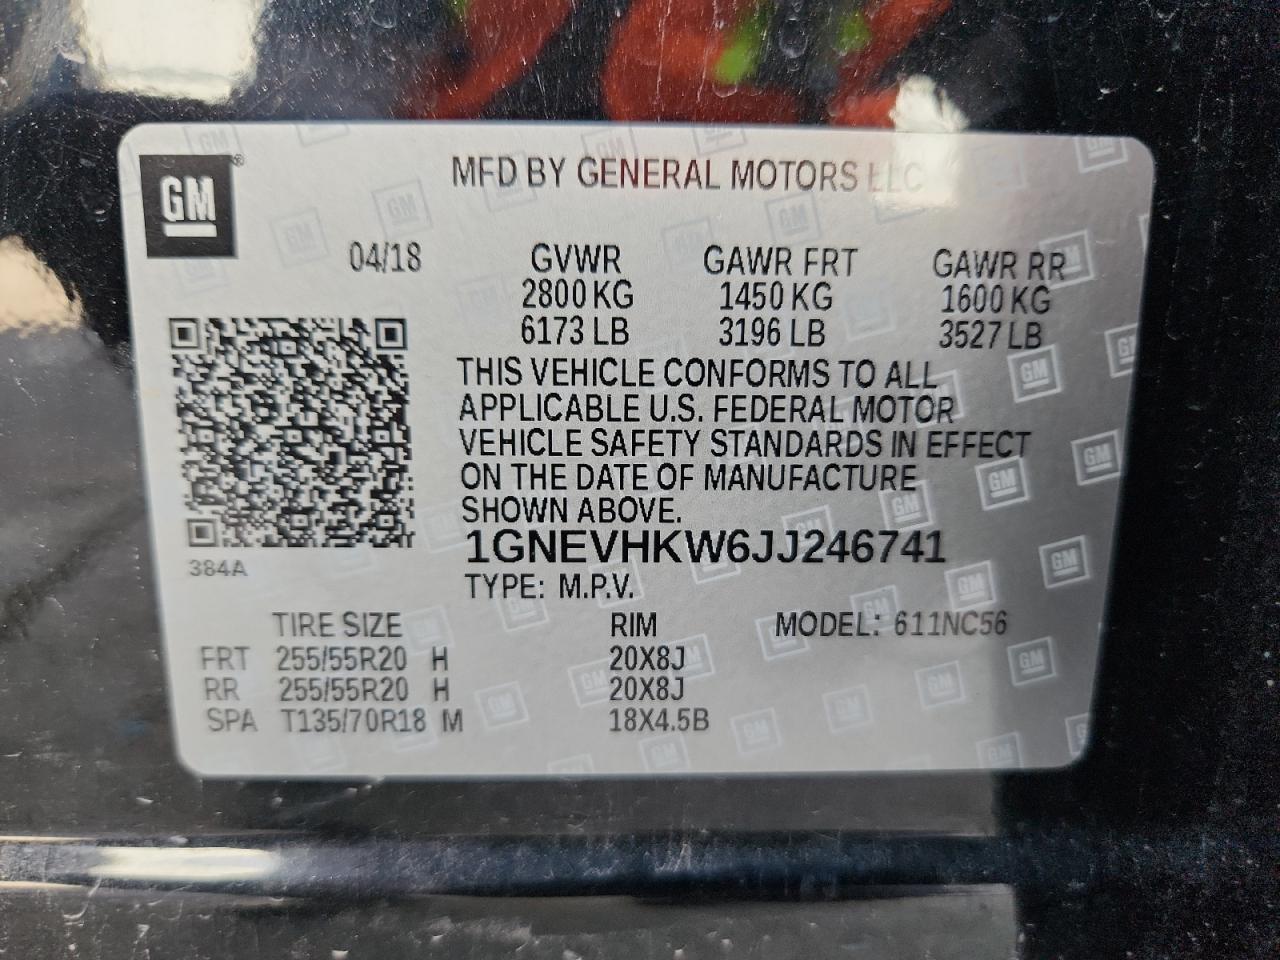 GM
MFD BY GENERAL MOTORS LLC
04/18 GVWR GAWR FRT GAWR RR
2800 KG 1450 KG 1600 KG
6173 LB 3196 LB 3527 LB
THIS VEHICLE CONFORMS TO ALL
APPLICABLE U.S. FEDERAL MOTOR
VEHICLE SAFETY STANDARDS IN EFFECT
ON THE DATE OF MANUFACTURE
SHOWN ABOVE.
1GNEVHKW6JJ246741
384A
TYPE: M.P.V.
TIRE SIZE RIM MODEL: 611NC56
FRT 255/55R20 H 20X8J
RR 255/55R20 H 20X8J
SPA T135/70R18 M 18X4.5B